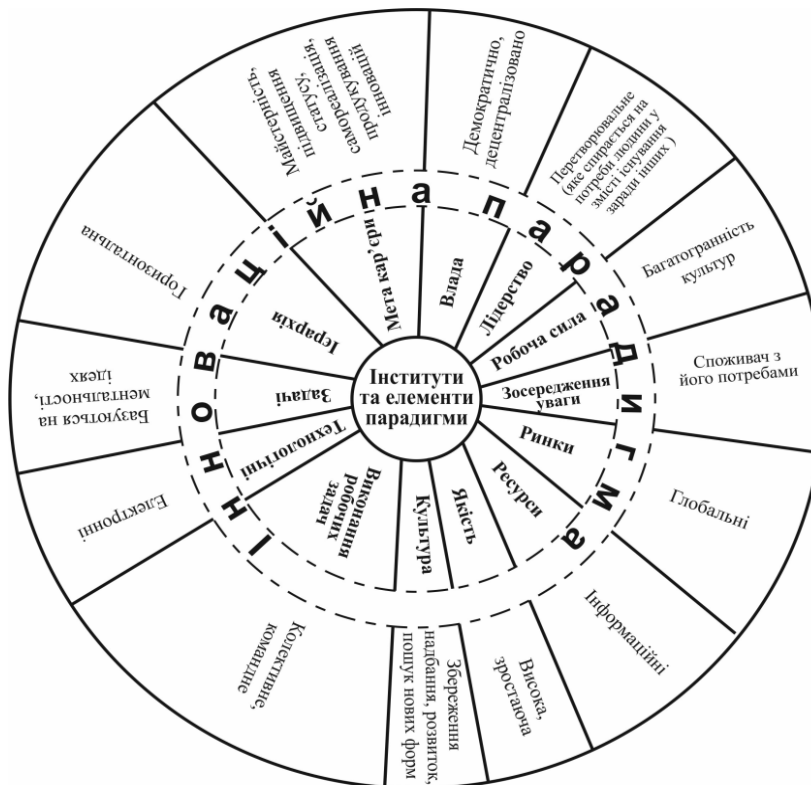 Інститути
та елементи
парадигми
Інноваційна парадигма
Влада
Демократично,
децентралізовано
Лідерство
Перетворювальне
(яке спирається на
потреби людини у
змісті існування
заради інших )
Робоча сила
Багатогранність
культур
Зосередження
уваги
Споживач з
його потребами
Ринки
Глобальні
Ресурси
Інформаційні
Якість
Висока,
зростаюча
Культура
Збереження
надбання, розвиток,
пошук нових форм
Виконання
робочих
задач
Колективне,
командне
Технологічні
Електронні
Задачі
Базуються на
ментальності,
ідеях
Ієрархія
Горизонтальна
Мета кар’єри
Майстерність,
підвищення
статусу,
самореалізація,
продукування
інновацій